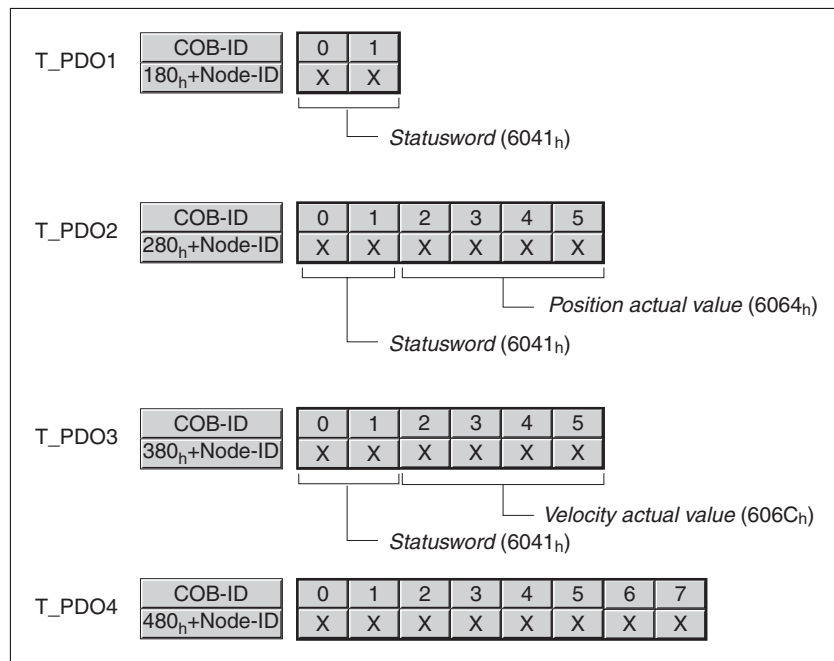 T_PDO1
COB-ID 0 1
180h+Node-ID X X
Statusword (6041h)
T_PDO2
COB-ID 0 1 2 3 4 5
280h+Node-ID X X X X X X
Position actual value (6064h)
Statusword (6041h)
T_PDO3
COB-ID 0 1 2 3 4 5
380h+Node-ID X X X X X X
Velocity actual value (606Ch)
Statusword (6041h)
T_PDO4
COB-ID 0 1 2 3 4 5 6 7
480h+Node-ID X X X X X X X X